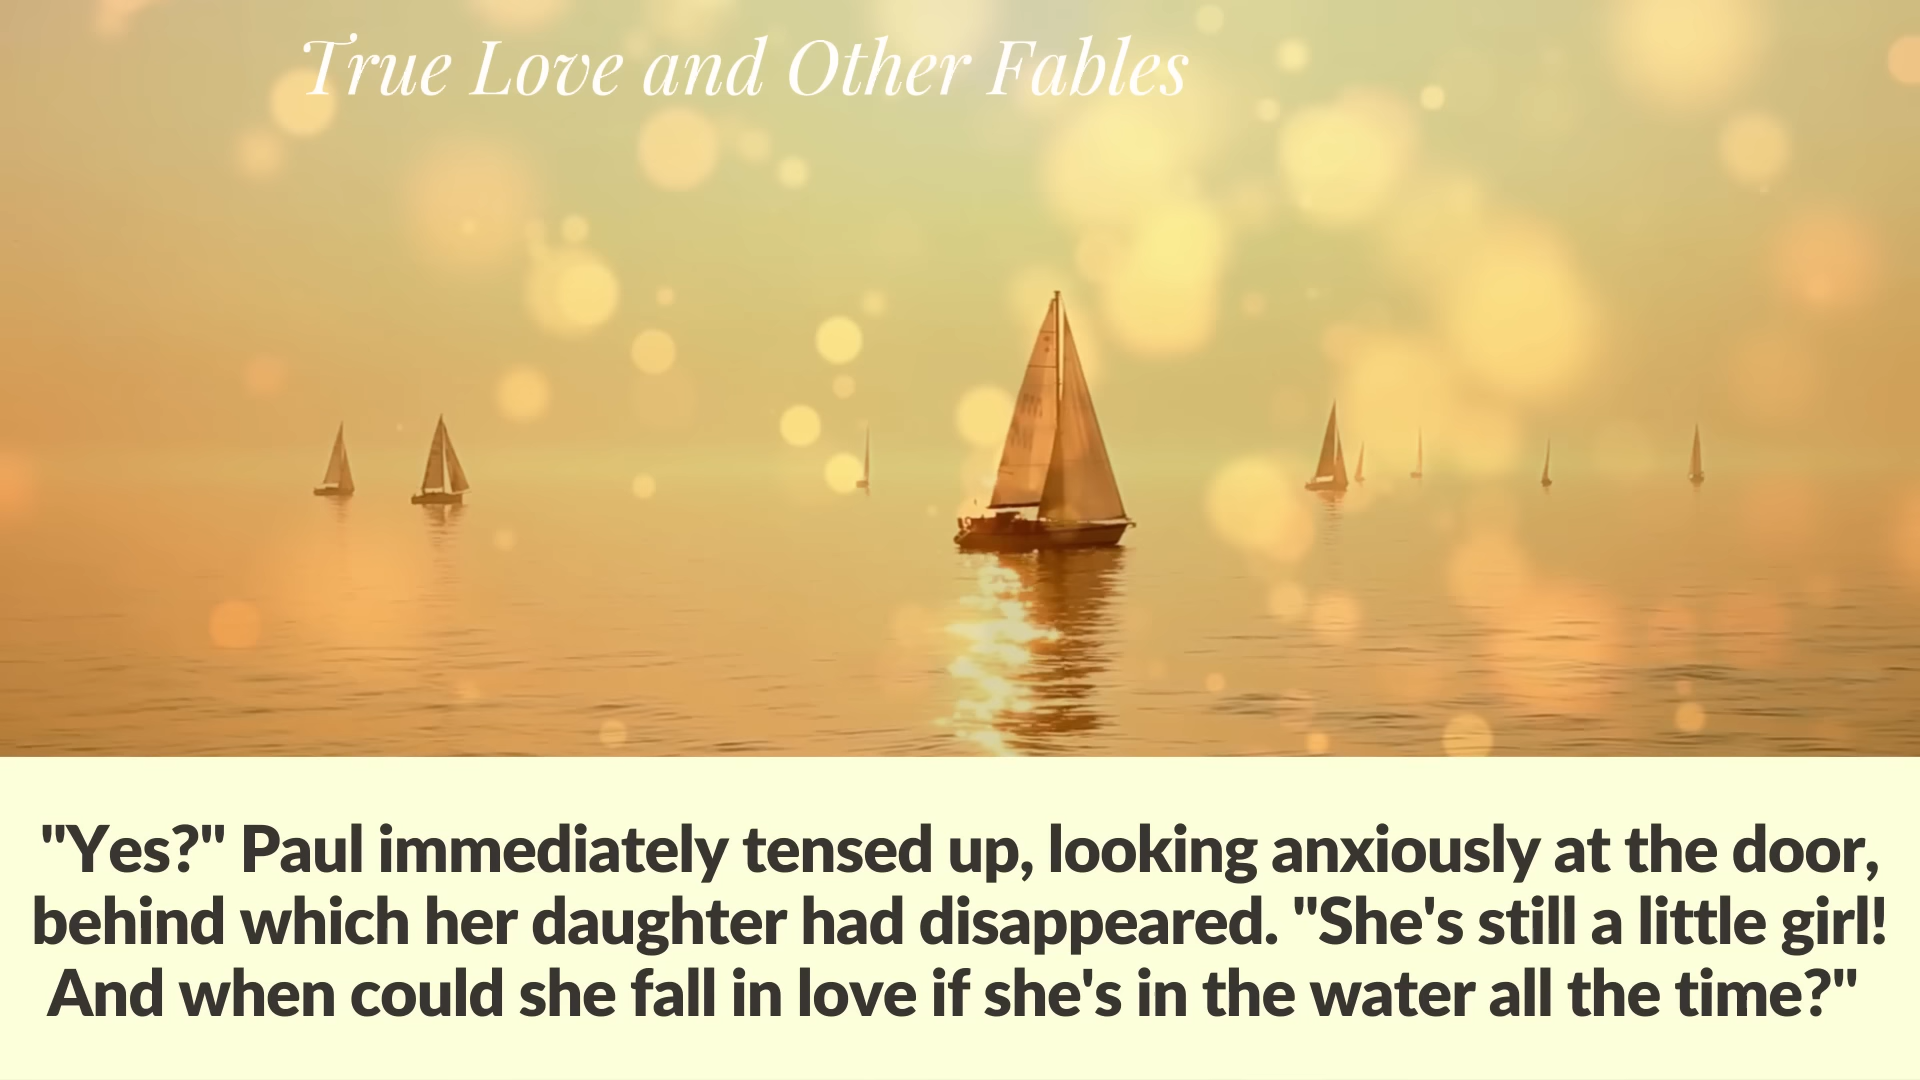 True Love and Other Fables
"Yes?" Paul immediately tensed up, looking anxiously at the door,
behind which her daughter had disappeared. "She's still a little girl!
And when could she fall in love if she's in the water all the time?"